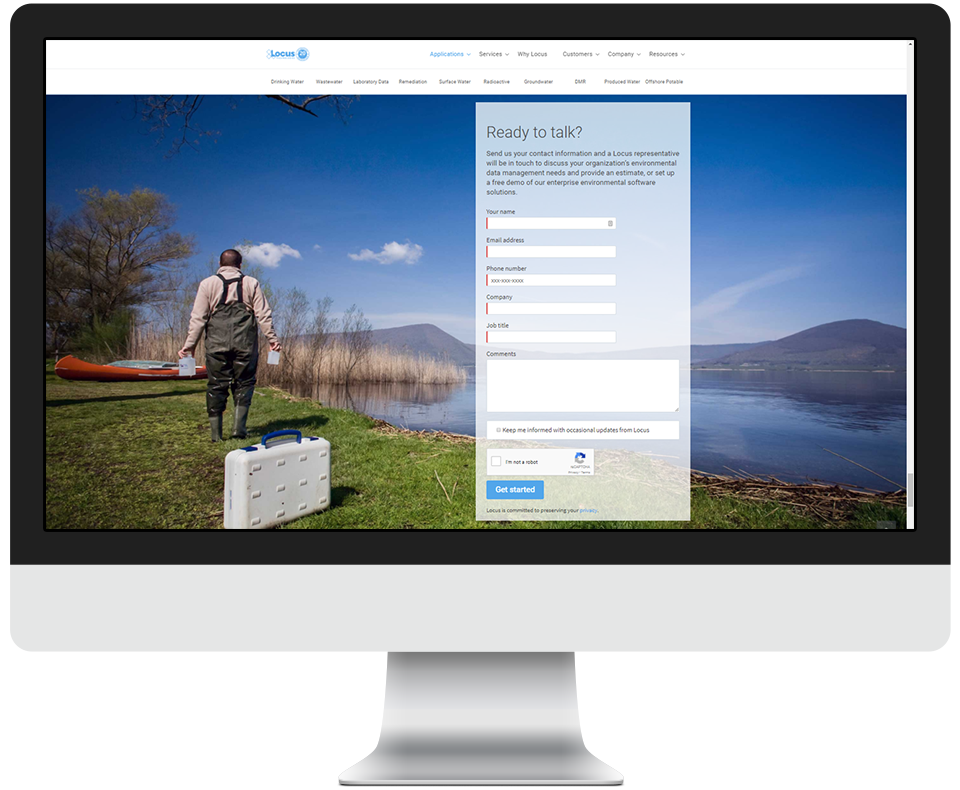 Locus
Applications Services Why Locus Customers Company Resources
Drinking Water Wastewater Laboratory Data Remediation Surface Water Radioactive Groundwater DMR Produced Water Offshore Potable
Ready to talk?
Send us your contact information and a Locus representative
will be in touch to discuss your organization's environmental
data management needs and provide an estimate, or set up
a free demo of our enterprise environmental software
solutions.
Your name
Email address
Phone number
xxx-xxx-xxxx
Company
Job title
Comments
Keep me informed with occasional updates from Locus
I'm not a robot
reCAPTCHA
Privacy - Terms
Get started
Locus is committed to preserving your privacy.